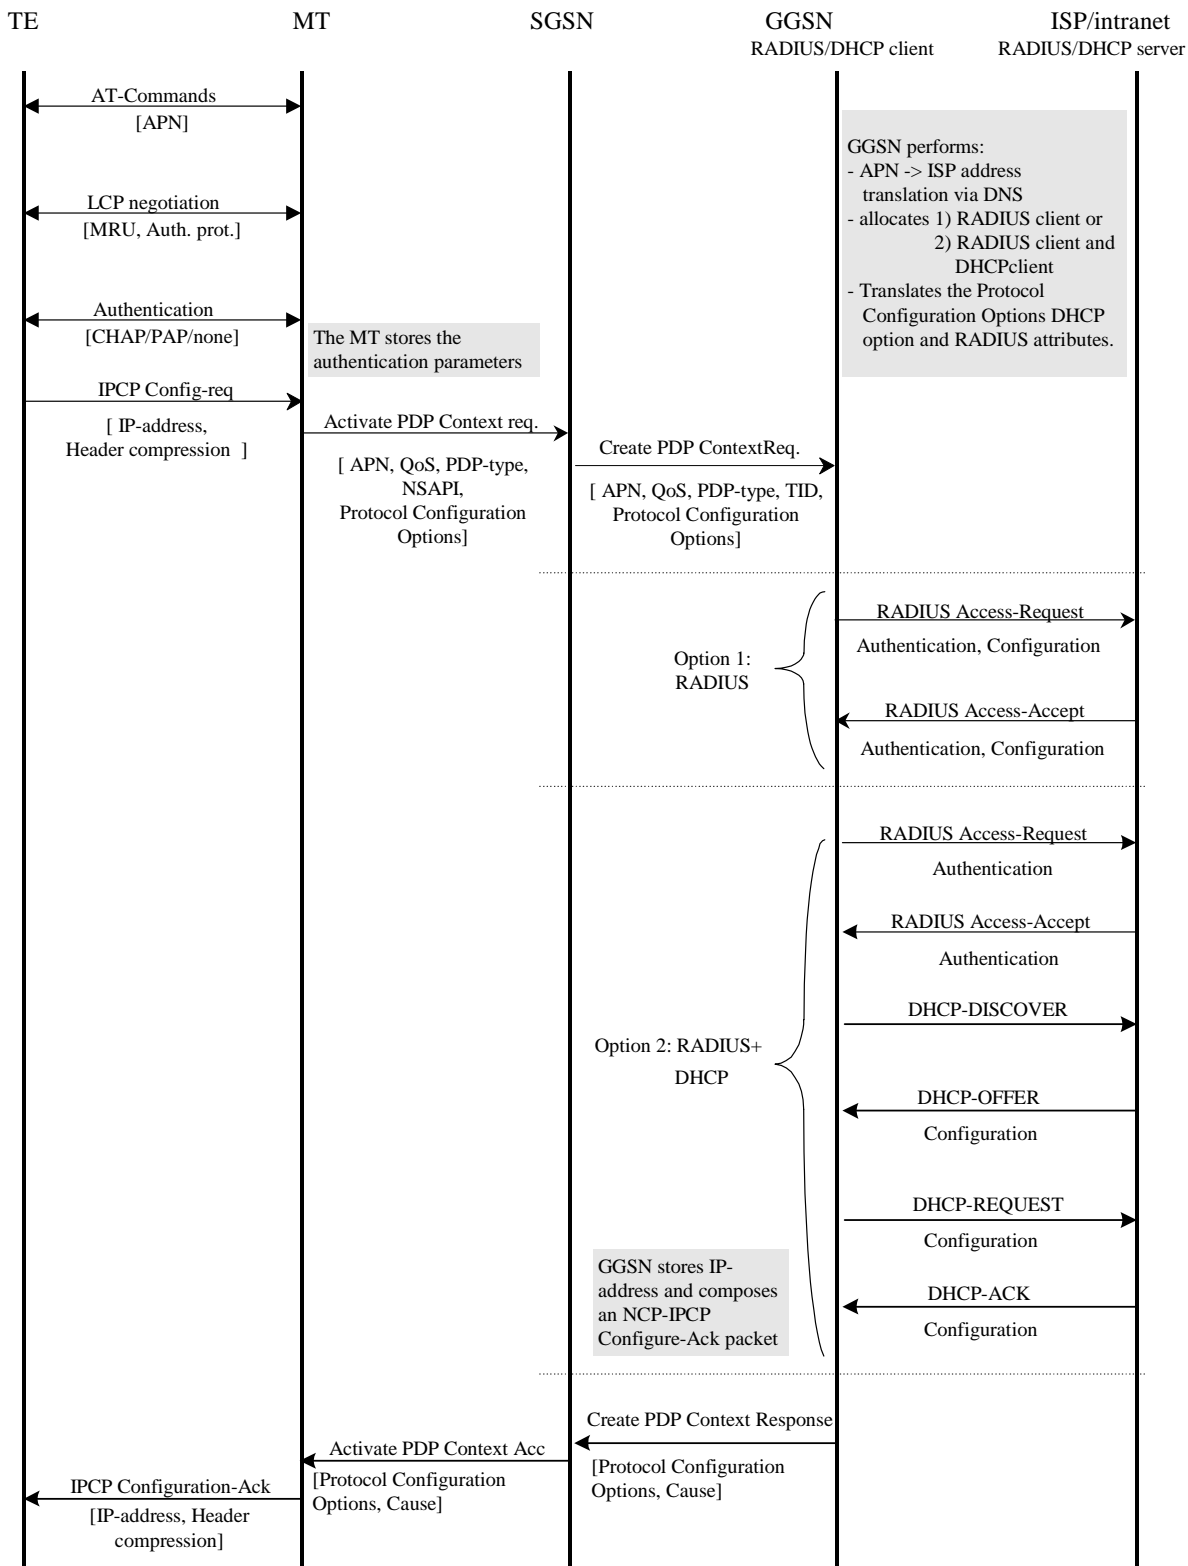 TE
MT
SGSN
GGSN
ISP/intranet
RADIUS/DHCP client
RADIUS/DHCP server
AT-Commands
[APN]
GGSN performs:
- APN -> ISP address
translation via DNS
- allocates 1) RADIUS client or
2) RADIUS client and
DHCPclient
- Translates the Protocol
Configuration Options DHCP
option and RADIUS attributes.
LCP negotiation
[MRU, Auth. prot.]
Authentication
[CHAP/PAP/none]
The MT stores the
authentication parameters
IPCP Config-req
[ IP-address,
Header compression ]
Activate PDP Context req.
[ APN, QoS, PDP-type,
NSAPI,
Protocol Configuration
Options]
Create PDP ContextReq.
[ APN, QoS, PDP-type, TID,
Protocol Configuration
Options]
RADIUS Access-Request
Authentication, Configuration
Option 1:
RADIUS
RADIUS Access-Accept
Authentication, Configuration
RADIUS Access-Request
Authentication
RADIUS Access-Accept
Authentication
DHCP-DISCOVER
Option 2: RADIUS+
DHCP
DHCP-OFFER
Configuration
DHCP-REQUEST
Configuration
GGSN stores IP-
address and composes
an NCP-IPCP
Configure-Ack packet
DHCP-ACK
Configuration
Create PDP Context Response
[Protocol Configuration
Options, Cause]
Activate PDP Context Acc
[Protocol Configuration
Options, Cause]
IPCP Configuration-Ack
[IP-address, Header
compression]